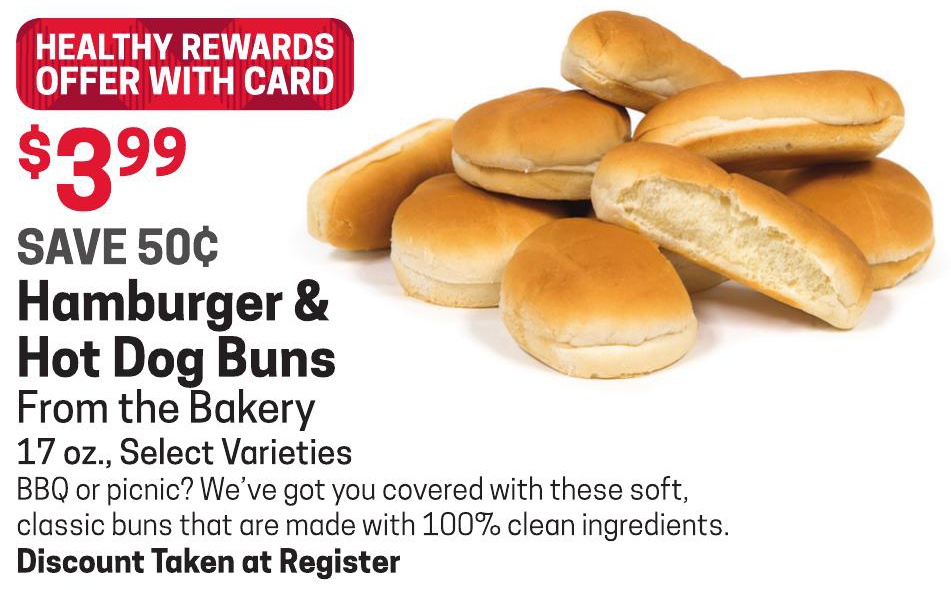 HEALTHY REWARDS
OFFER WITH CARD
$3.99
SAVE 50¢
Hamburger &
Hot Dog Buns
From the Bakery
17 oz., Select Varieties
BBQ or picnic? We've got you covered with these soft,
classic buns that are made with 100% clean ingredients.
Discount Taken at Register